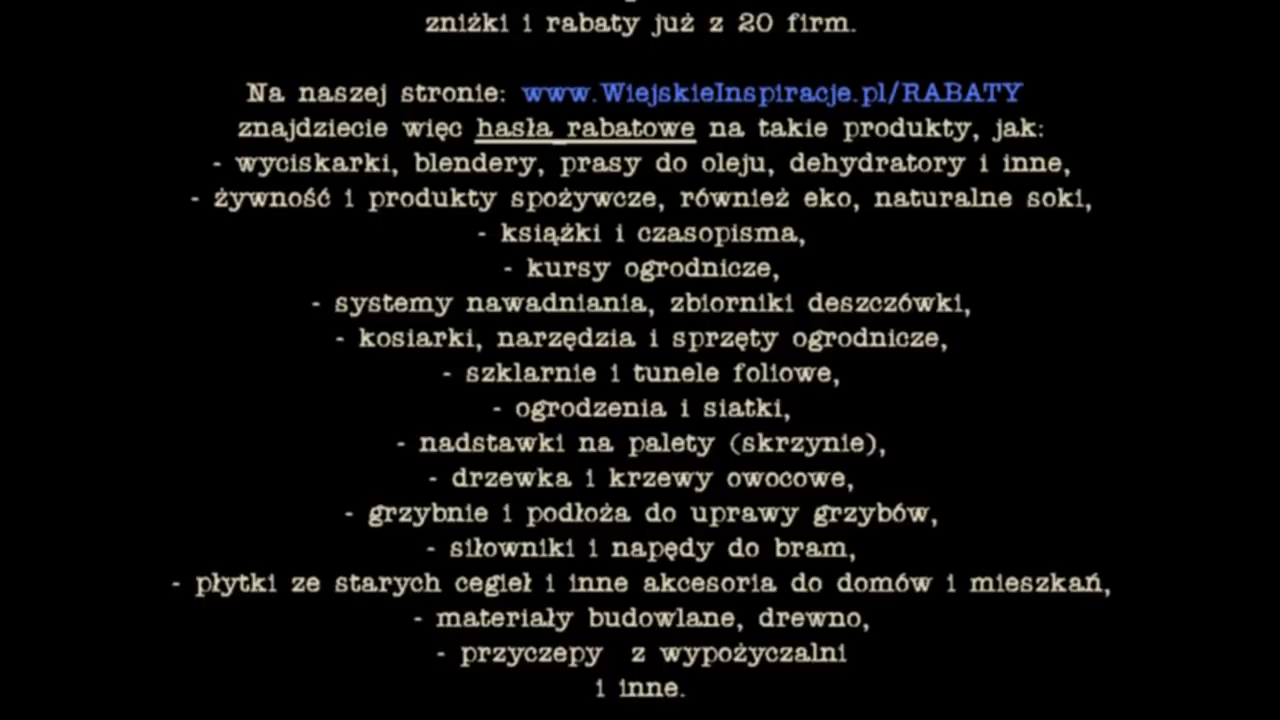 zniżki i rabaty już z 20 firm.
Na naszej stronie: www.WiejskieInspiracje.pl/RABATY
znajdziecie więc hasła rabatowe na takie produkty, jak:
- wyciskarki, blendery, prasy do oleju, dehydratory i inne,
- żywność i produkty spożywcze, również eko, naturalne soki,
- książki i czasopisma,
- kursy ogrodnicze,
- systemy nawadniania, zbiorniki deszczówki,
- kosiarki, narzędzia i sprzęty ogrodnicze,
- szklarnie i tunele foliowe,
- ogrodzenia i siatki,
- nadstawki na palety (skrzynie),
- drzewka i krzewy owocowe,
- grzybnie i podłoża do uprawy grzybów,
- siłowniki i napędy do bram,
- płytki ze starych cegieł i inne akcesoria do domów i mieszkań,
- materiały budowlane, drewno,
- przyczepy z wypożyczalni
i inne.